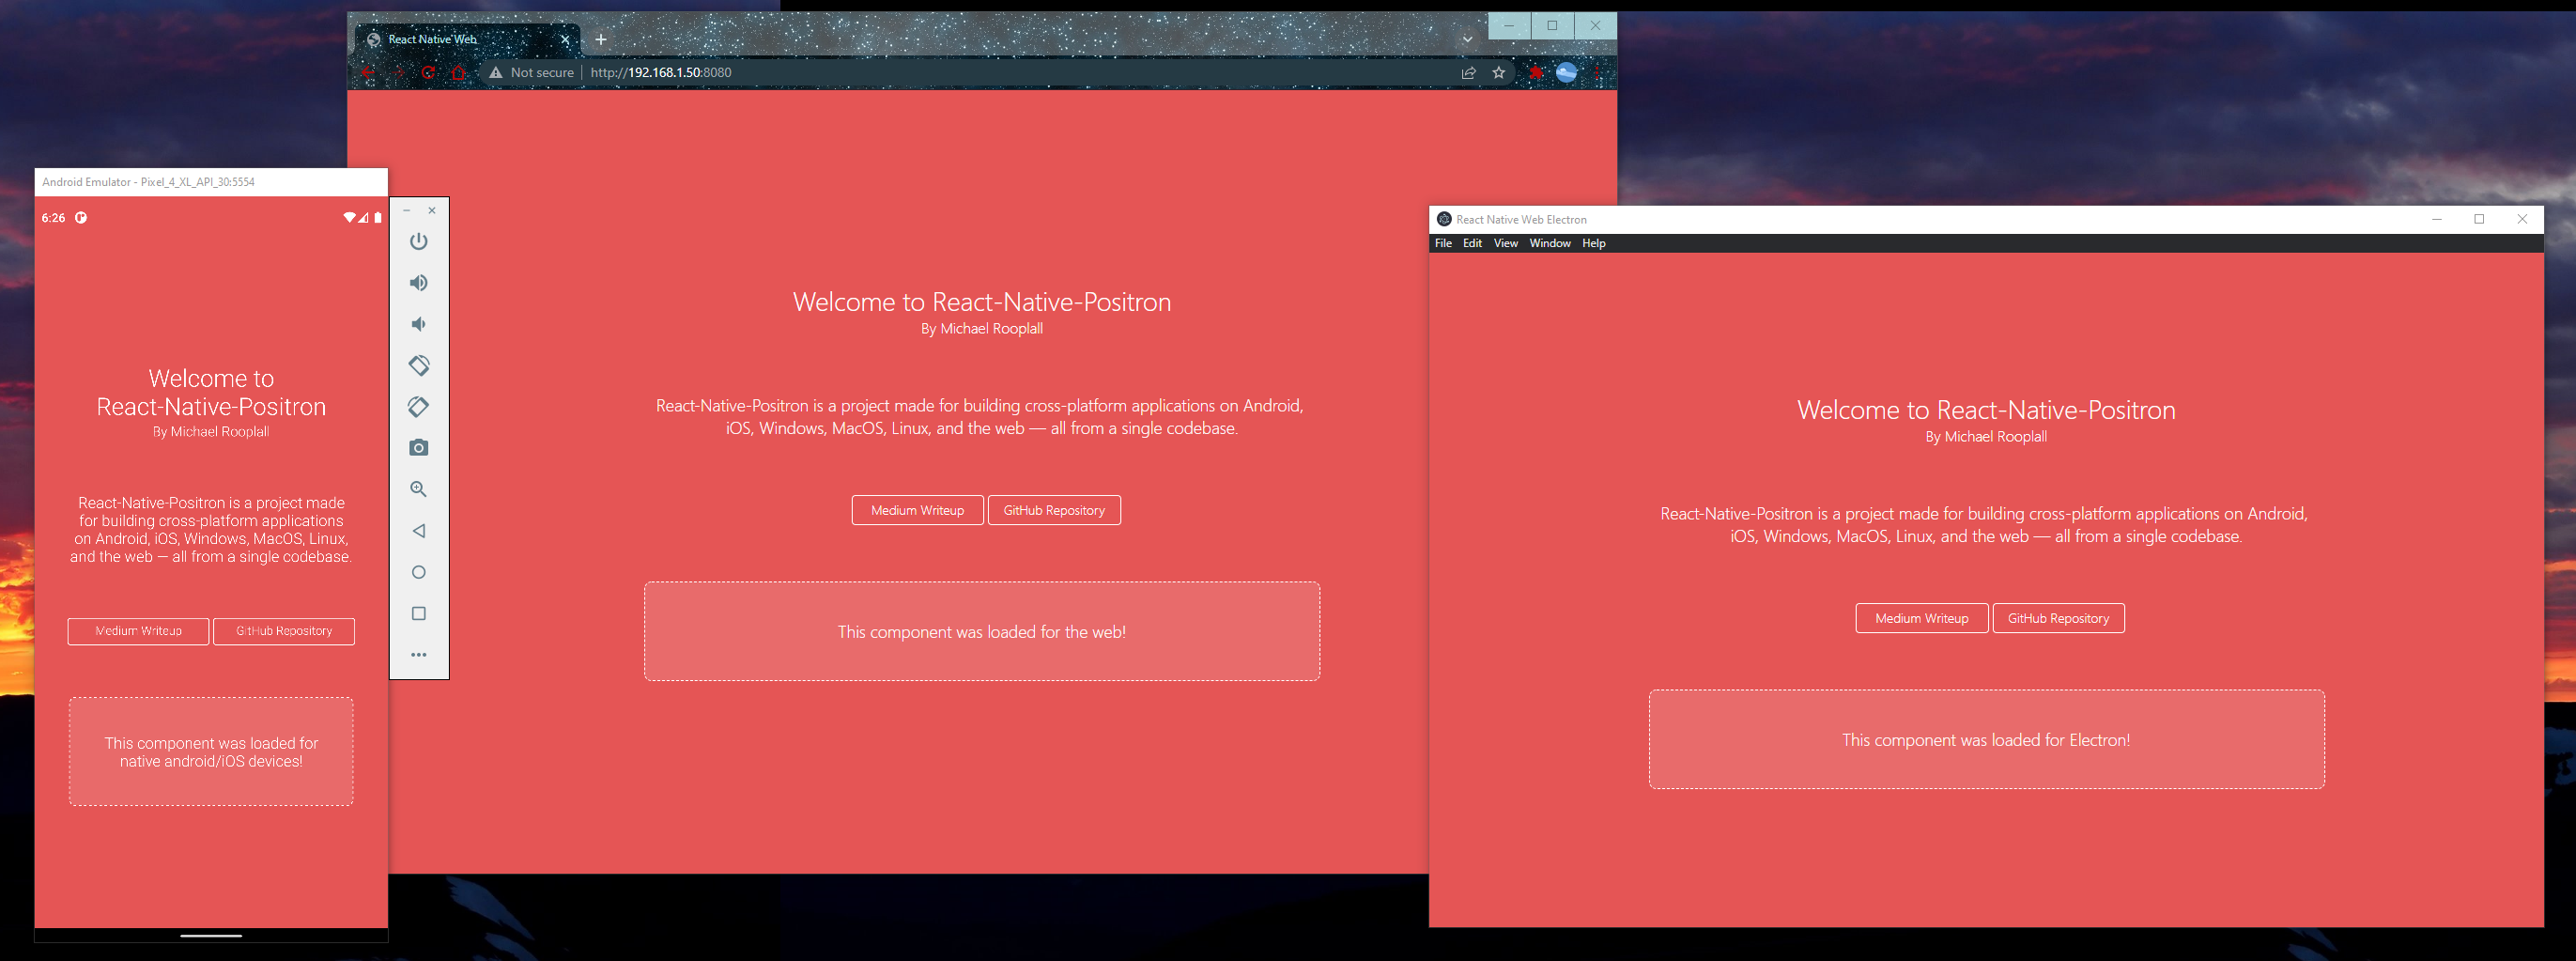 React Native Web
Not secure | http://192.168.1.50:8080
Welcome to React-Native-Positron
By Michael Rooplall
React-Native-Positron is a project made for building cross-platform applications on Android,
iOS, Windows, MacOS, Linux, and the web — all from a single codebase.
Medium Writeup GitHub Repository
This component was loaded for the web!
Android Emulator - Pixel_4_XL_API_30:5554
6:26
Welcome to
React-Native-Positron
By Michael Rooplall
React-Native-Positron is a project made
for building cross-platform applications
on Android, iOS, Windows, MacOS, Linux,
and the web — all from a single codebase.
Medium Writeup GitHub Repository
This component was loaded for
native android/iOS devices!
React Native Web Electron
File Edit View Window Help
Welcome to React-Native-Positron
By Michael Rooplall
React-Native-Positron is a project made for building cross-platform applications on Android,
iOS, Windows, MacOS, Linux, and the web — all from a single codebase.
Medium Writeup GitHub Repository
This component was loaded for Electron!